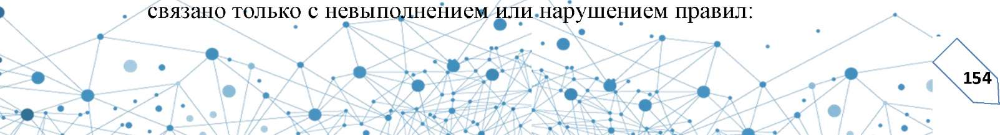 связано только с невыполнением или нарушением правил:
154